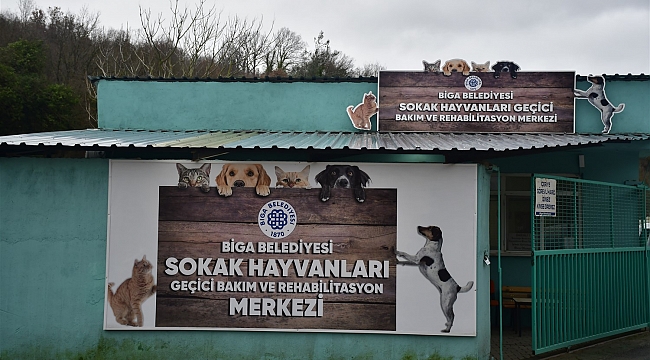 BİGA BELEDİYESİ
SOKAK HAYVANLARI GEÇİCİ
BAKIM VE REHABİLİTASYON MERKEZİ
BİGA BELEDİYESİ
1870
BİGA BELEDİYESİ
SOKAK HAYVANLARI
GEÇİCİ BAKIM VE REHABİLİTASYON
MERKEZİ